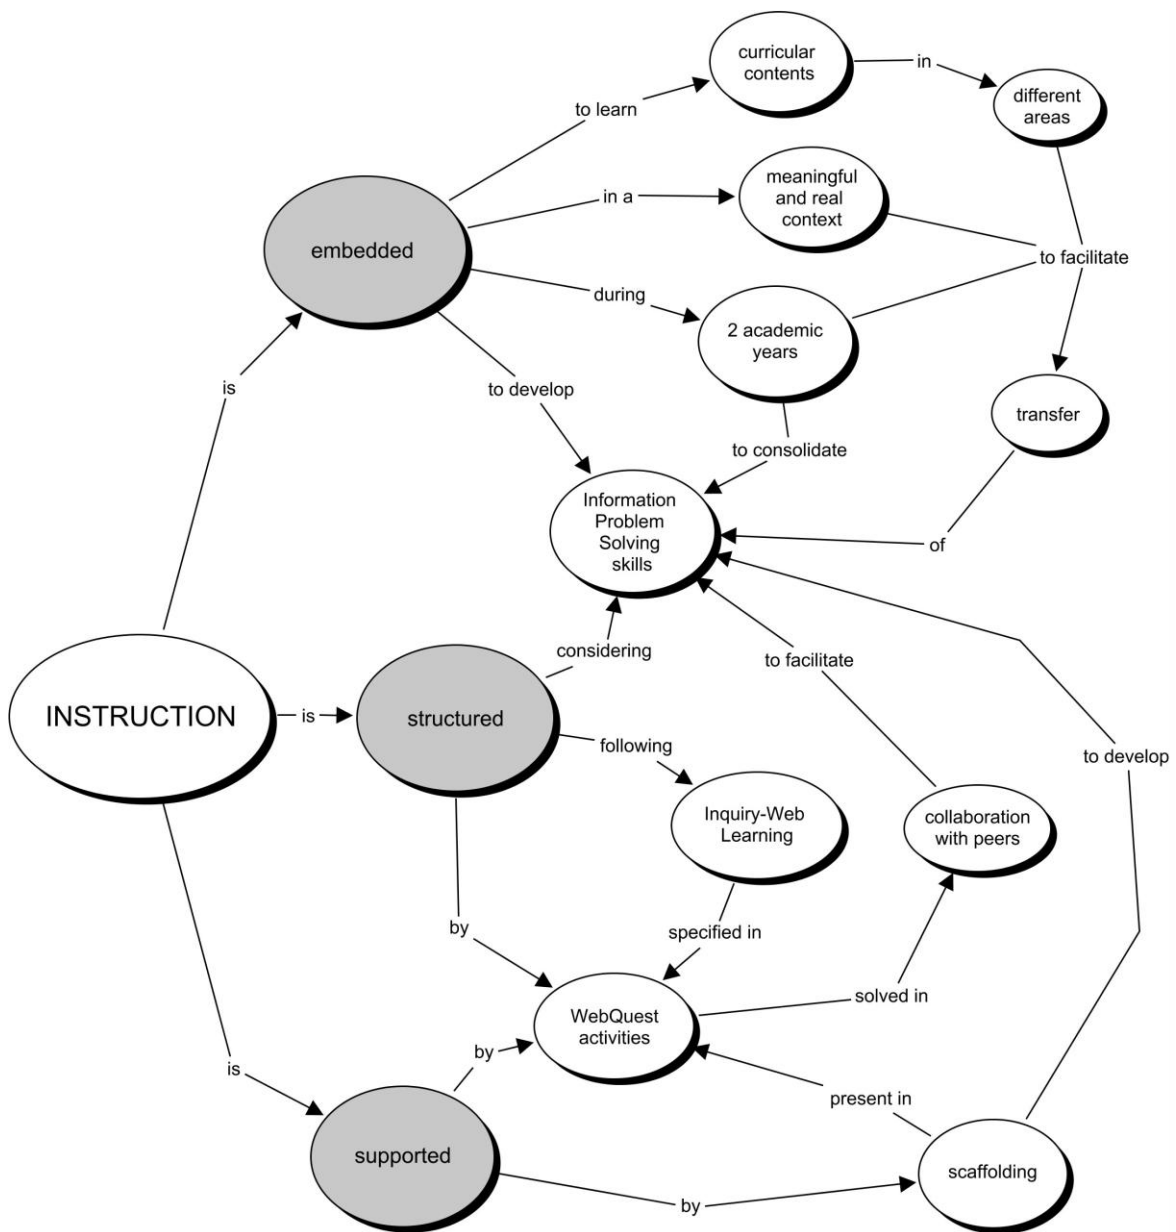 curricular
contents
in
different
areas
to learn
meaningful
and real
context
in a
embedded
to facilitate
during
2 academic
years
is
to develop
transfer
to consolidate
Information
Problem
Solving
skills
of
considering
to facilitate
INSTRUCTION
is
structured
following
to develop
Inquiry-Web
Learning
collaboration
with peers
by
specified in
solved in
WebQuest
activities
by
is
present in
supported
scaffolding
by